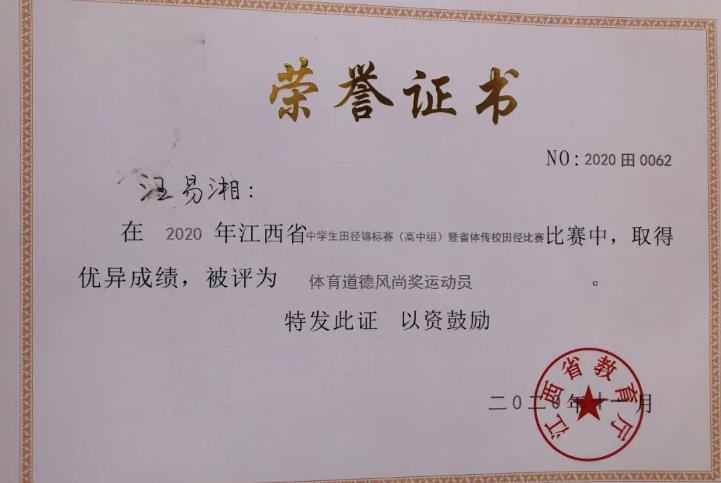 荣誉证书
NO:2020田0062
汪易湘:
在 2020 年江西省中学生田径锦标赛（高中组）暨省体传校田径比赛比赛中，取得
优异成绩，被评为 体育道德风尚奖运动员 。
特发此证 以资鼓励
江西省教育厅
二〇二〇年十一月